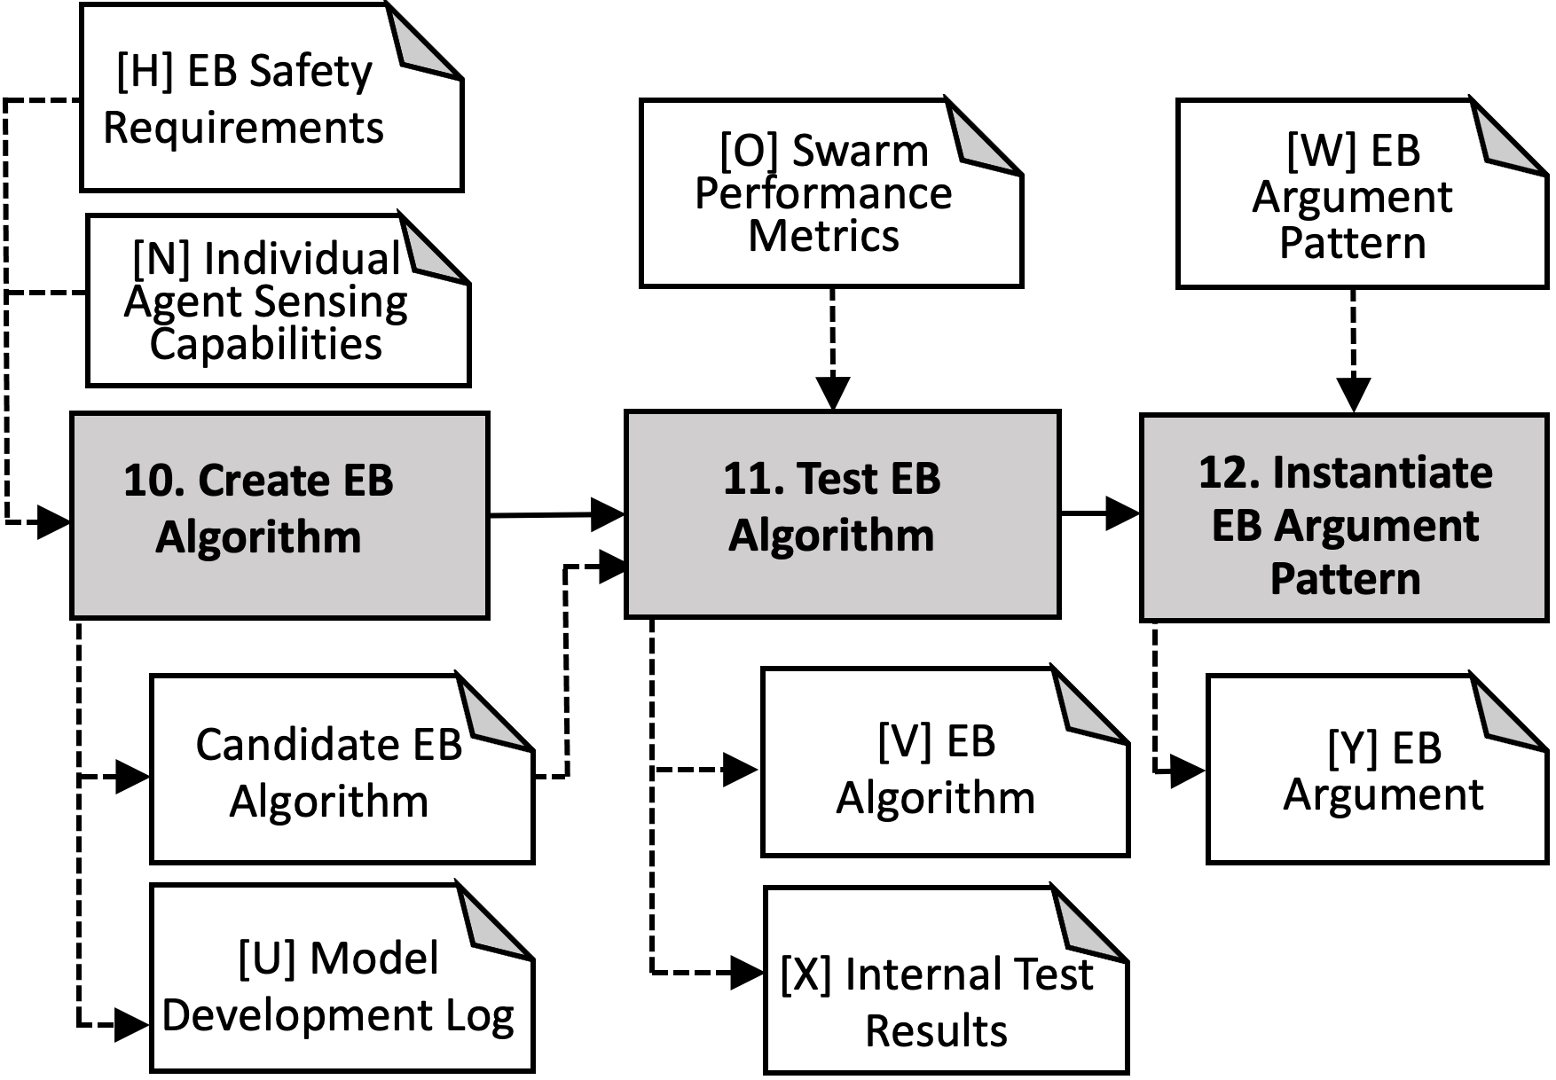 [H] EB Safety
Requirements
[N] Individual
Agent Sensing
Capabilities
[O] Swarm
Performance
Metrics
[W] EB
Argument
Pattern
10. Create EB
Algorithm
11. Test EB
Algorithm
12. Instantiate
EB Argument
Pattern
Candidate EB
Algorithm
[U] Model
Development Log
[V] EB
Algorithm
[X] Internal Test
Results
[Y] EB
Argument